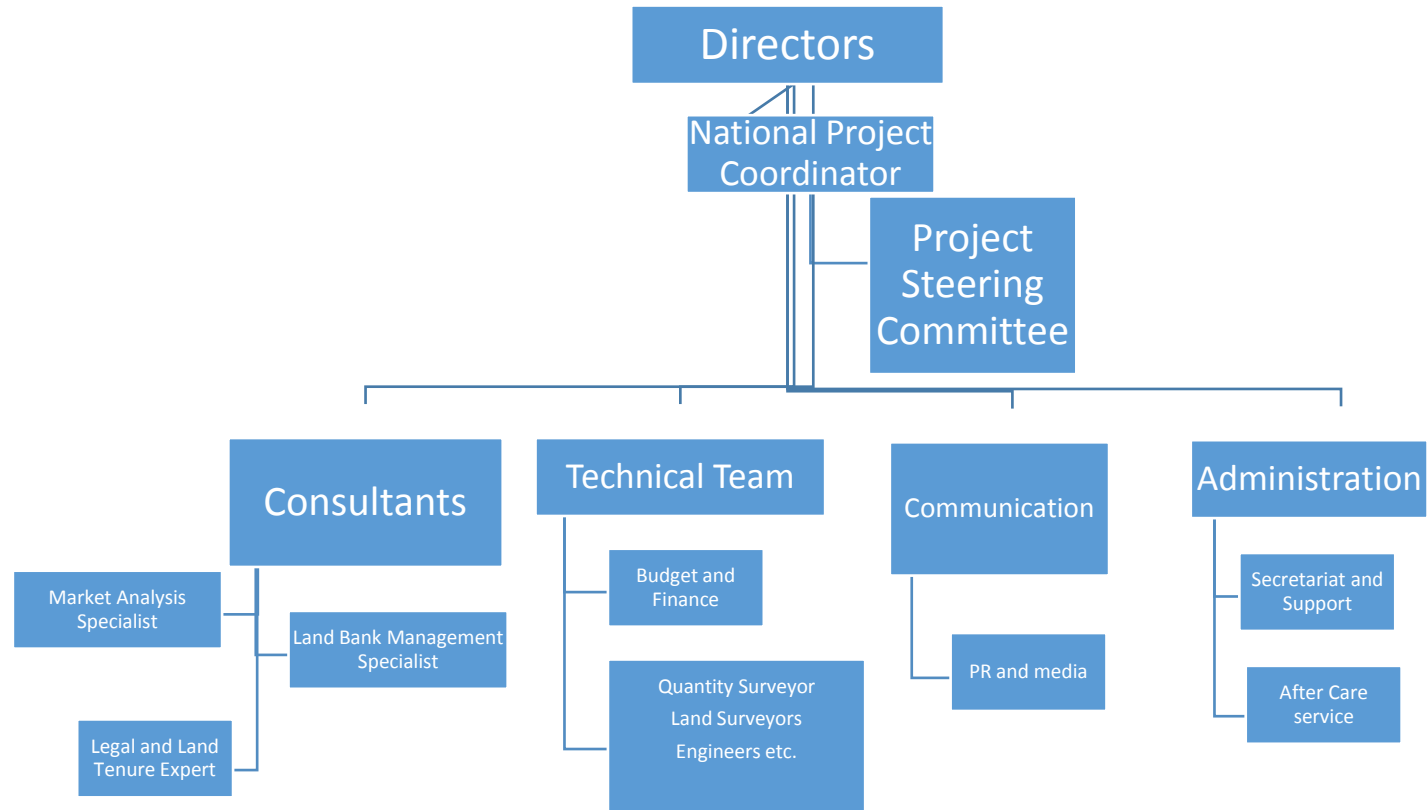 Directors
National Project
Coordinator
Project
Steering
Committee
Consultants
Technical Team
Communication
Administration
Market Analysis
Specialist
Land Bank Management
Specialist
Legal and Land
Tenure Expert
Budget and
Finance
Quantity Surveyor
Land Surveyors
Engineers etc.
PR and media
Secretariat and
Support
After Care
service